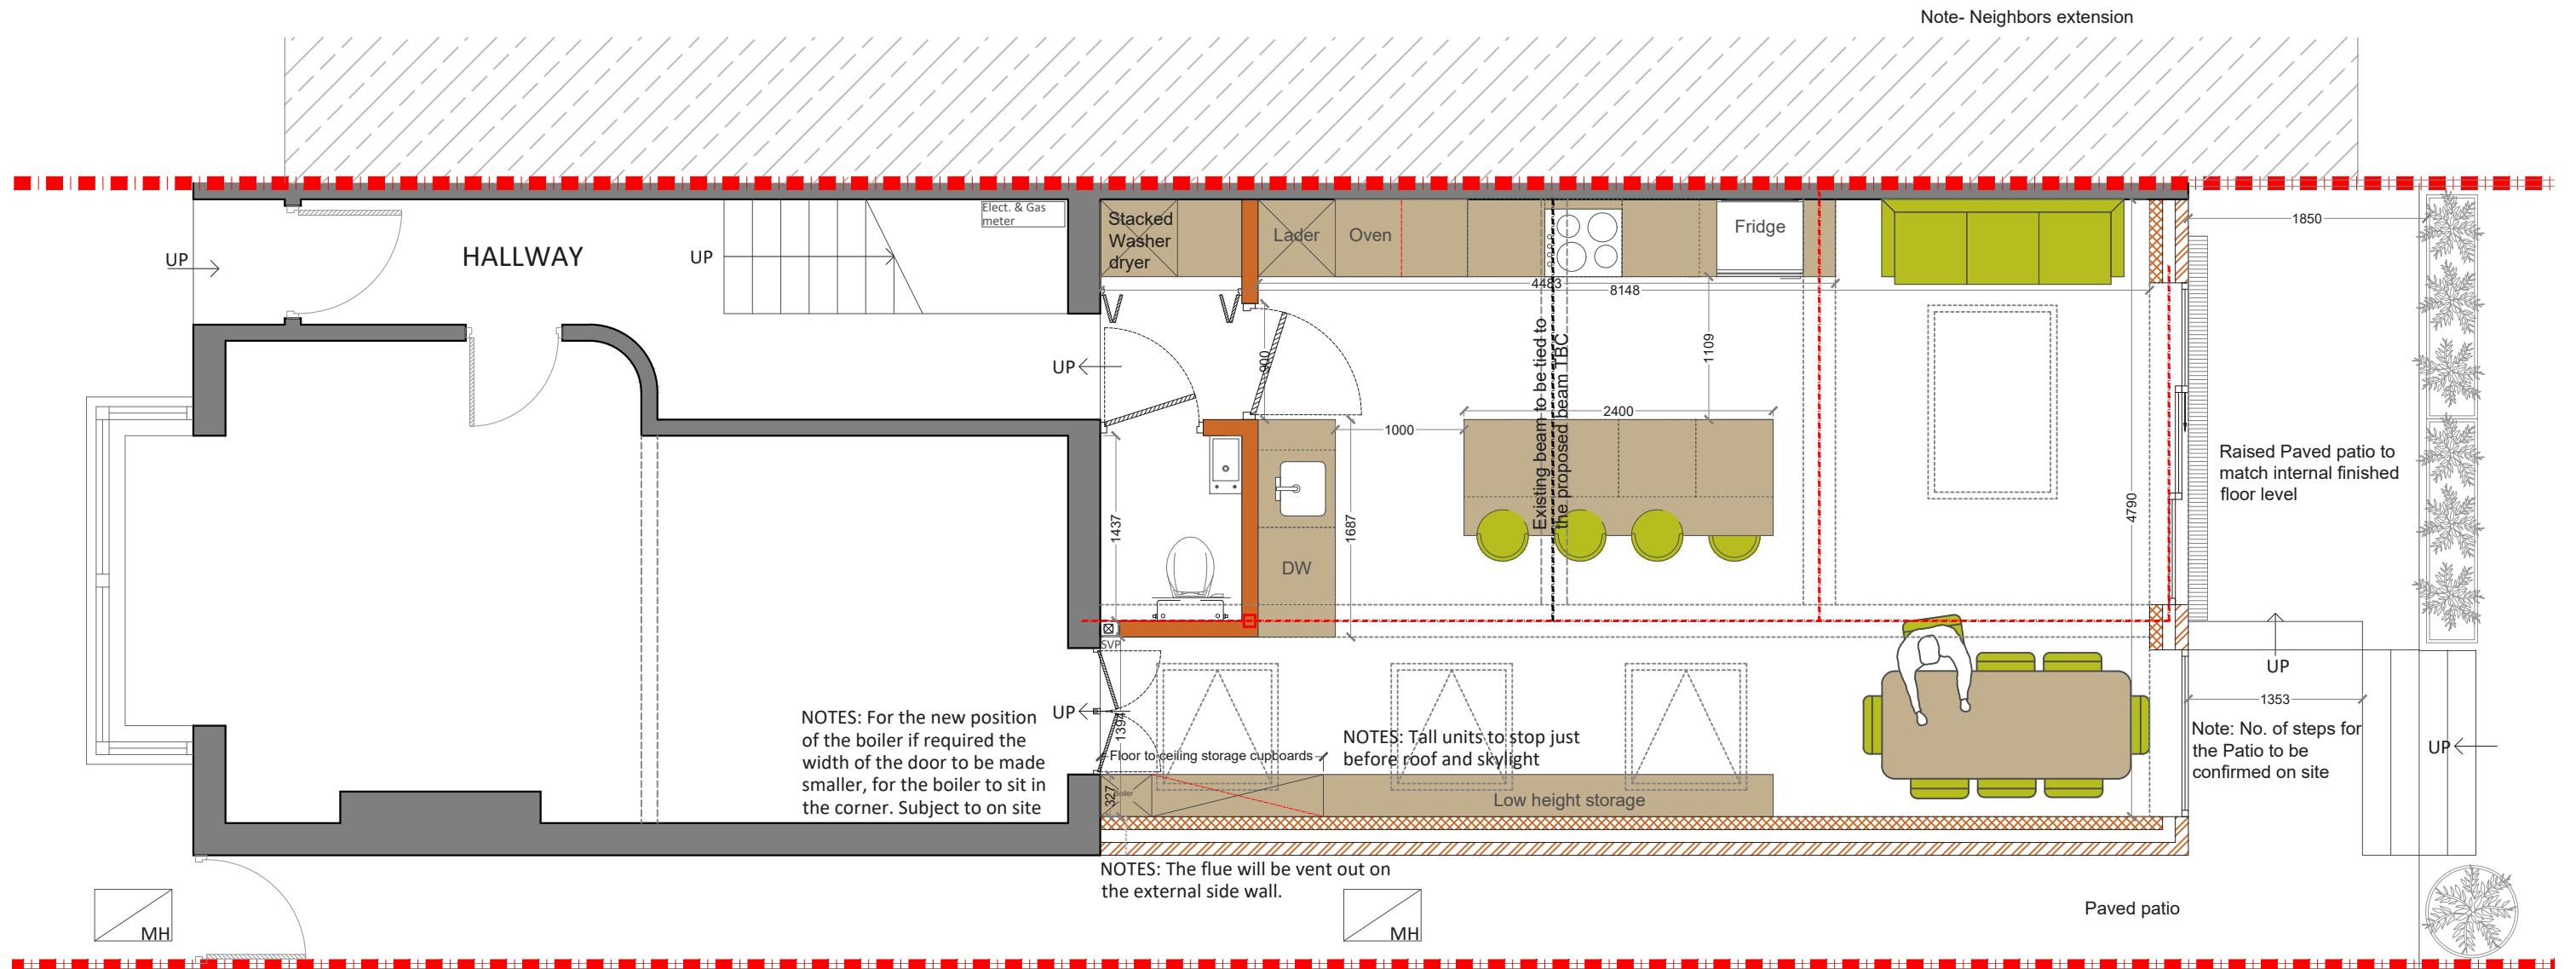 Note- Neighbors extension
Elect. & Gas
meter
UP
HALLWAY
UP
Stacked
Washer
dryer
Lader
Oven
Fridge
1850
4483
8148
UP
900
1109
Existing beam to be tied to
the proposed beam TBC
2400
1000
Raised Paved patio to
match internal finished
floor level
1437
1687
4790
DW
SVP
UP
1353
NOTES: For the new position
of the boiler if required the
width of the door to be made
smaller, for the boiler to sit in
the corner. Subject to on site
UP
1394
Floor to ceiling storage cupboards
NOTES: Tall units to stop just
before roof and skylight
Note: No. of steps for
the Patio to be
confirmed on site
UP
327
Boiler
Low height storage
NOTES: The flue will be vent out on
the external side wall.
MH
MH
Paved patio